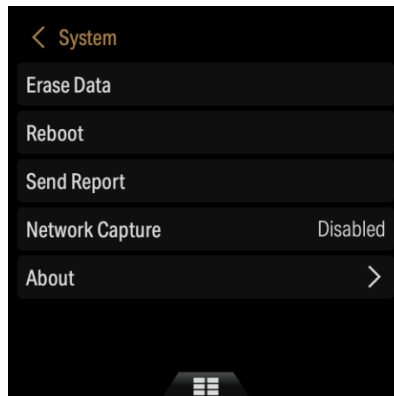 System
Erase Data
Reboot
Send Report
Network Capture Disabled
About